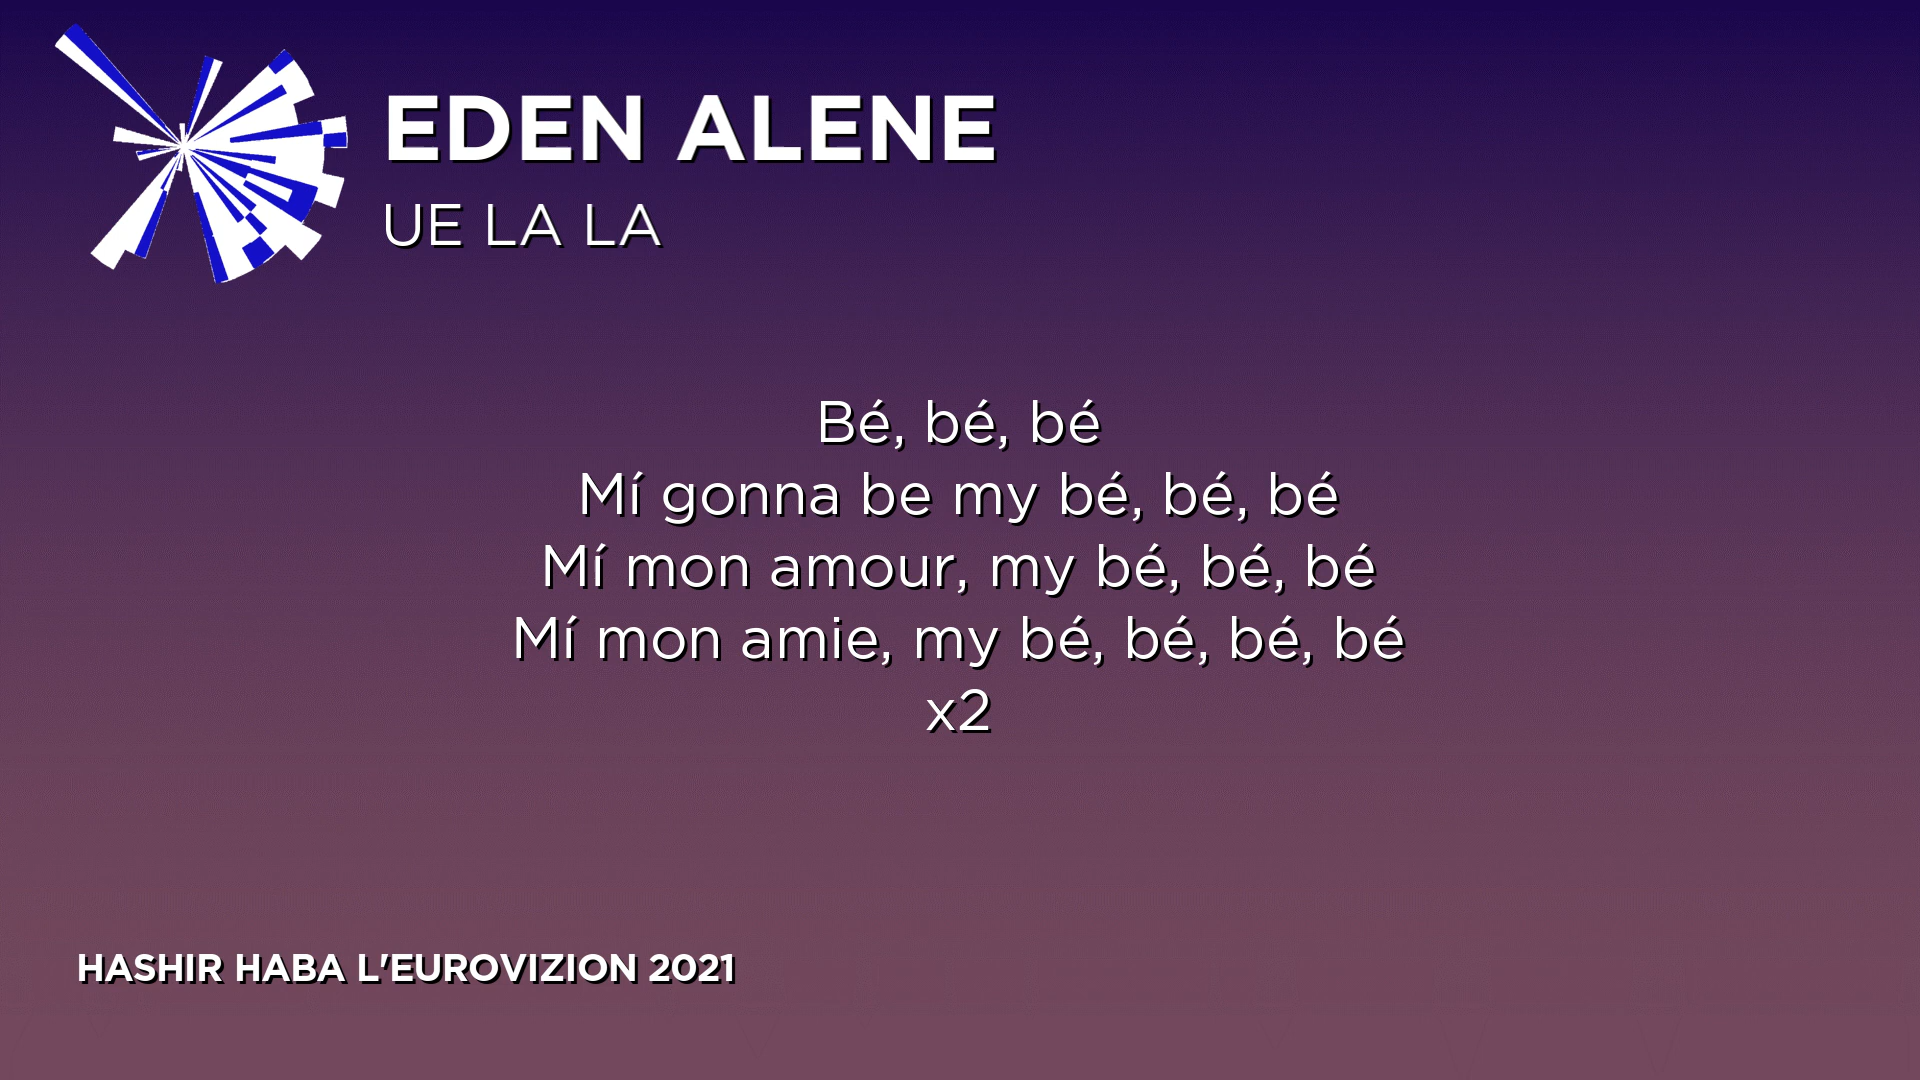 EDEN ALENE
UE LA LA
Bé, bé, bé
Mí gonna be my bé, bé, bé
Mí mon amour, my bé, bé, bé
Mí mon amie, my bé, bé, bé, bé
x2
HASHIR HABA L'EUROVIZION 2021